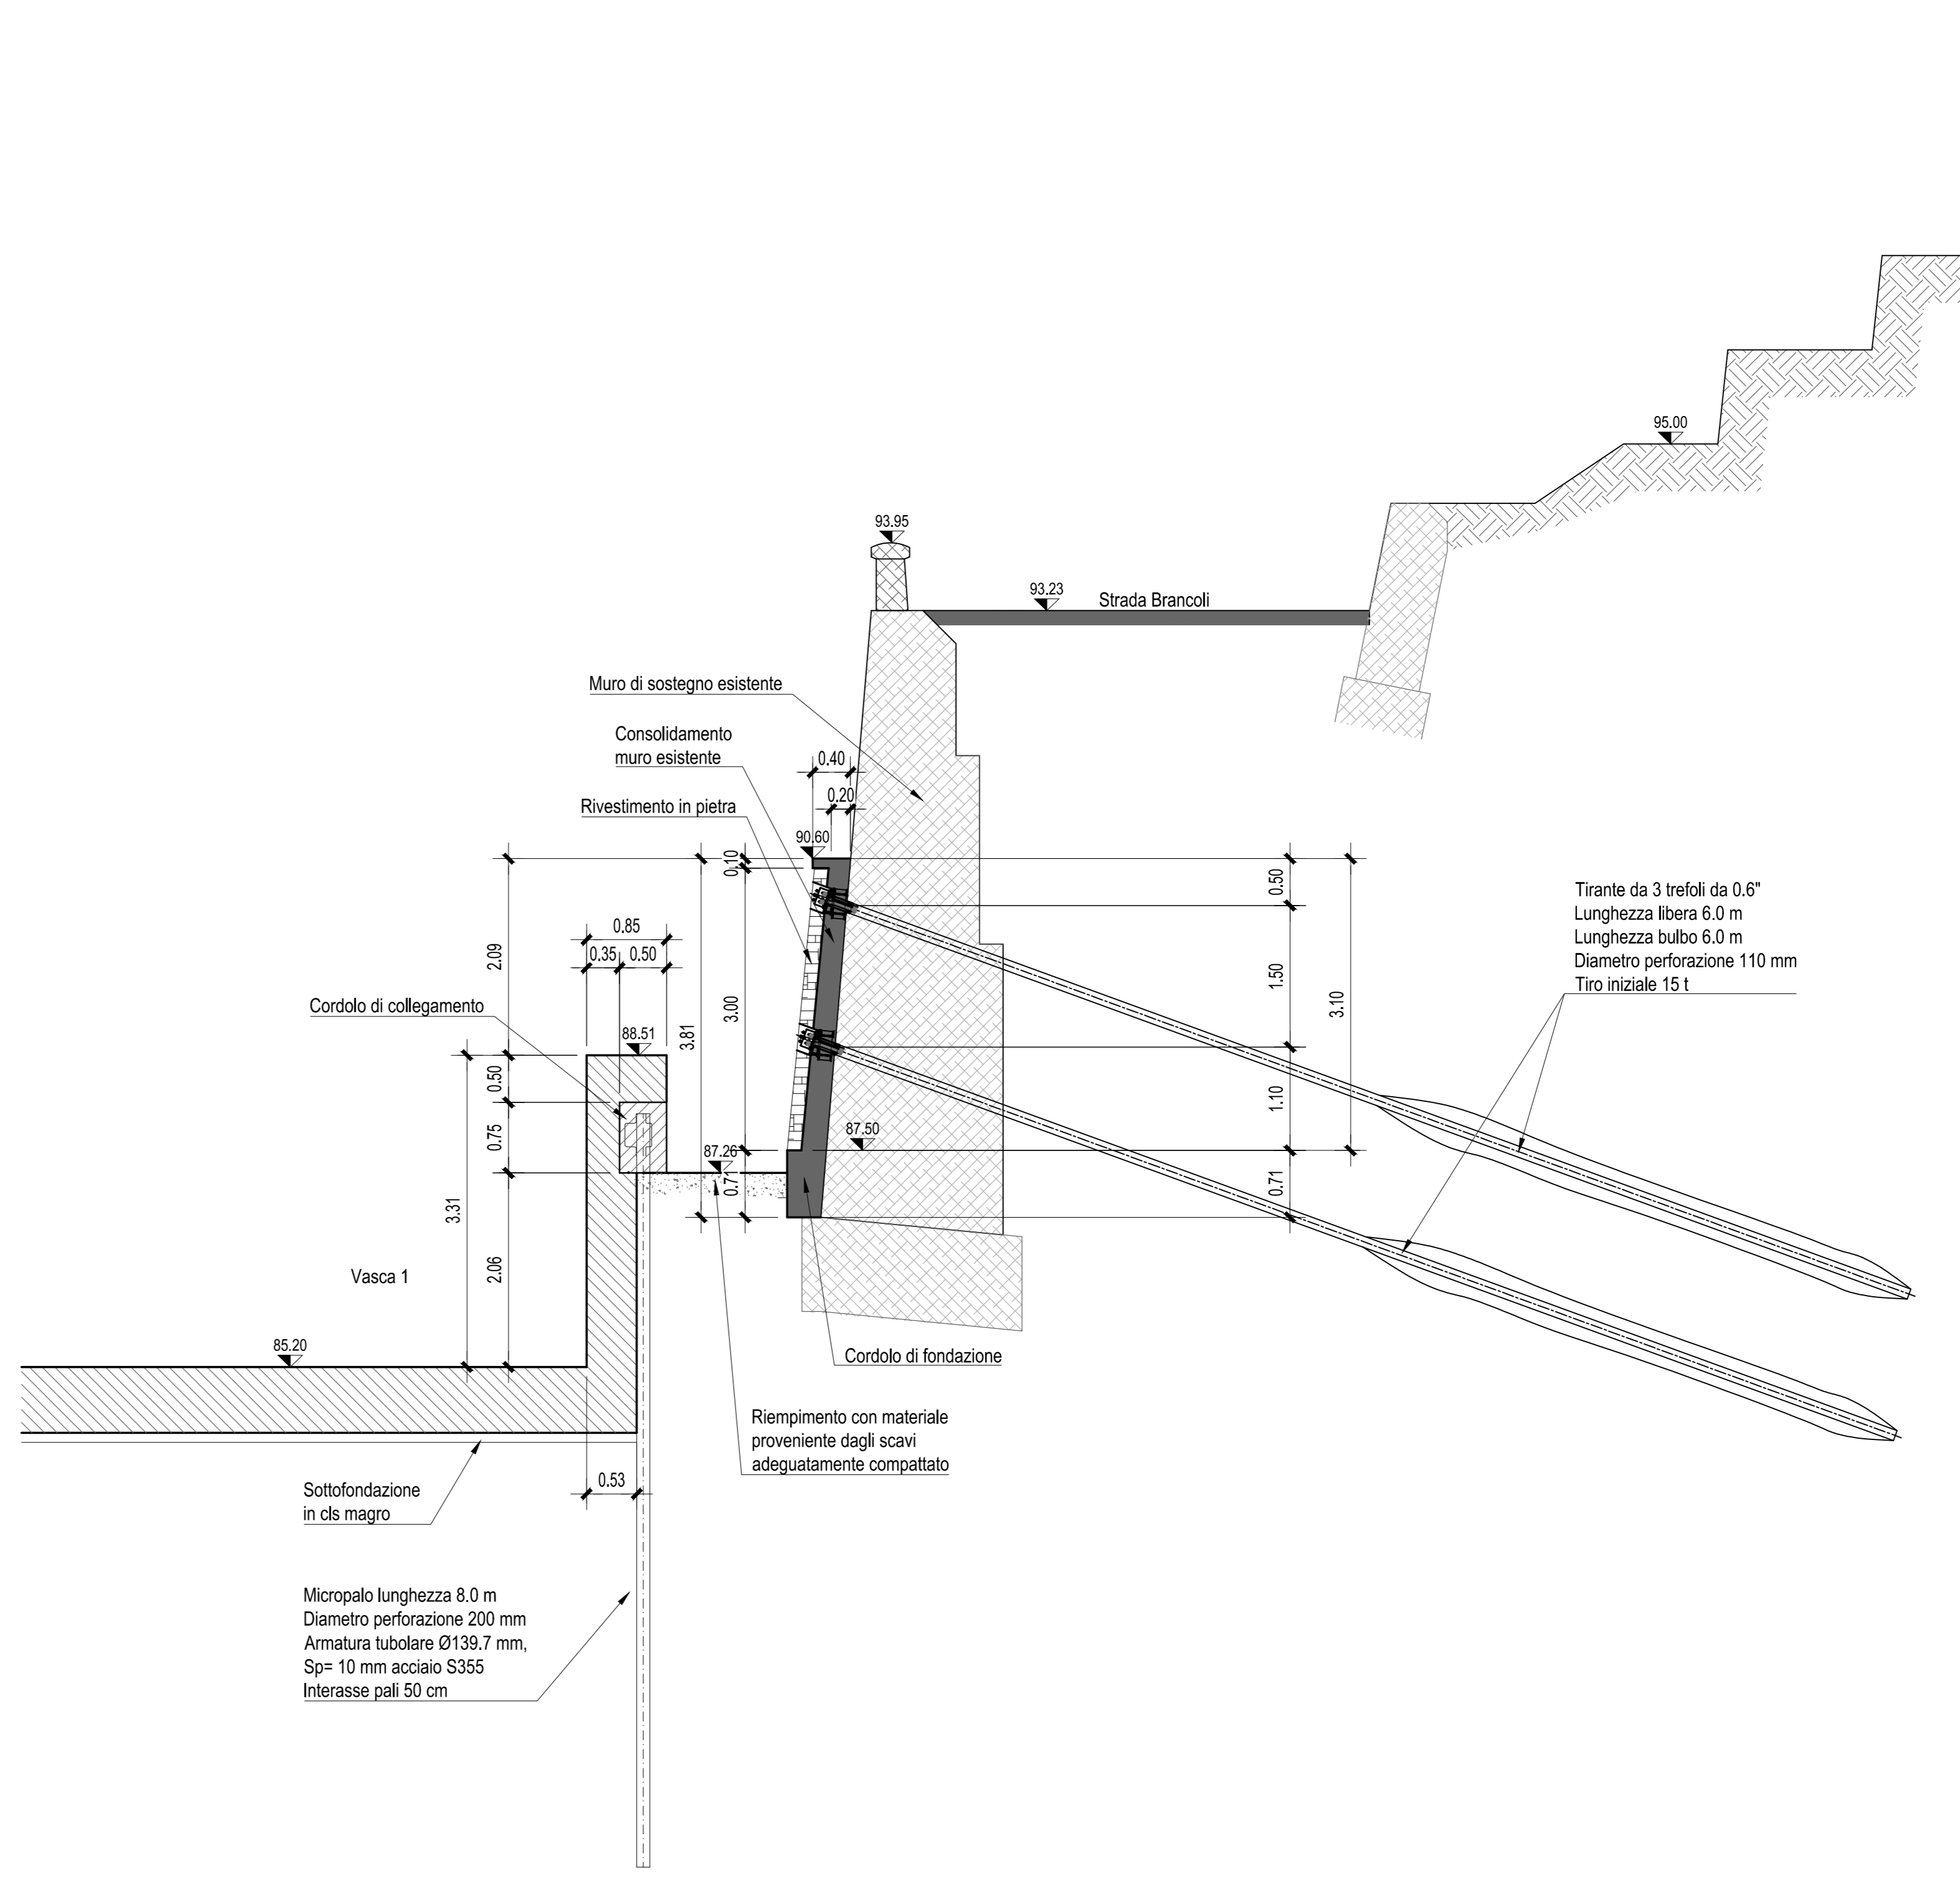 95.00
93.95
93.23
Strada Brancoli
Muro di sostegno esistente
Consolidamento
muro esistente
0.40
0.20
Rivestimento in pietra
90.60
0.10
3.00
0.71
3.81
2.09
0.50
0.75
2.06
3.31
0.85
0.35
0.50
Cordolo di collegamento
88.51
87.26
87.50
0.50
1.50
1.10
0.71
3.10
Tirante da 3 trefoli da 0.6"
Lunghezza libera 6.0 m
Lunghezza bulbo 6.0 m
Diametro perforazione 110 mm
Tiro iniziale 15 t
Vasca 1
85.20
Cordolo di fondazione
Riempimento con materiale
proveniente dagli scavi
adeguatamente compattato
0.53
Sottofondazione
in cls magro
Micropalo lunghezza 8.0 m
Diametro perforazione 200 mm
Armatura tubolare Ø139.7 mm,
Sp= 10 mm acciaio S355
Interasse pali 50 cm